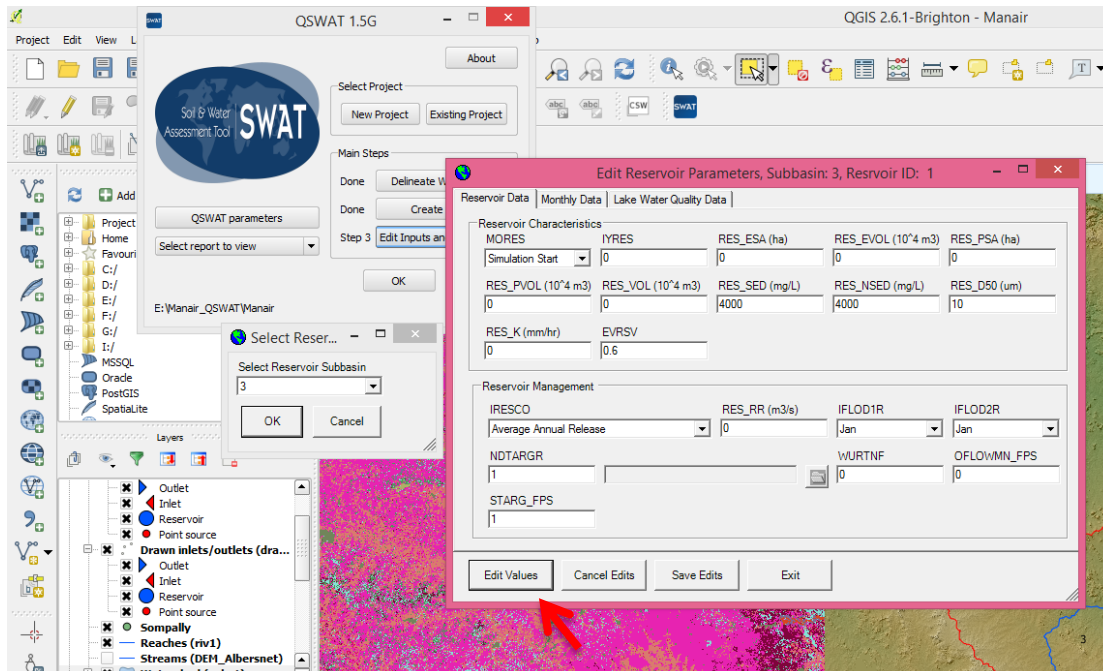 QGIS 2.6.1-Brighton - Manair
Project Edit View L
QSWAT 1.5G
SWAT
About
Soil & Water
Assessment Tool
SWAT
Select Project
New Project Existing Project
Main Steps
Done Delineate W
Done Create
Step 3 Edit Inputs an
OK
QSWAT parameters
Select report to view
E:\Manair_QSWAT\Manair
abc abc CSW SWAT
T
Add
Project
Home
Favouri
C:/
D:/
E:/
F:/
G:/
I:/
MSSQL
Oracle
PostGIS
SpatiaLite
Select Reser...
Select Reservoir Subbasin
3
OK Cancel
Layers
Outlet
Inlet
Reservoir
Point source
Drawn inlets/outlets (dra...
Outlet
Inlet
Reservoir
Point source
Sompally
Reaches (riv1)
Streams (DEM_Albersnet)
Edit Reservoir Parameters, Subbasin: 3, Resrvoir ID: 1
Reservoir Data Monthly Data Lake Water Quality Data
Reservoir Characteristics
MORES IYRES RES_ESA (ha) RES_EVOL (10^4 m3) RES_PSA (ha)
Simulation Start 0 0 0 0
RES_PVOL (10^4 m3) RES_VOL (10^4 m3) RES_SED (mg/L) RES_NSED (mg/L) RES_D50 (um)
0 0 4000 4000 10
RES_K (mm/hr) EVRSV
0 0.6
Reservoir Management
IRESCO RES_RR (m3/s) IFLOD1R IFLOD2R
Average Annual Release 0 Jan Jan
NDTARGR WURTNF OFLOWMN_FPS
1 0 0
STARG_FPS
1
Edit Values Cancel Edits Save Edits Exit
3